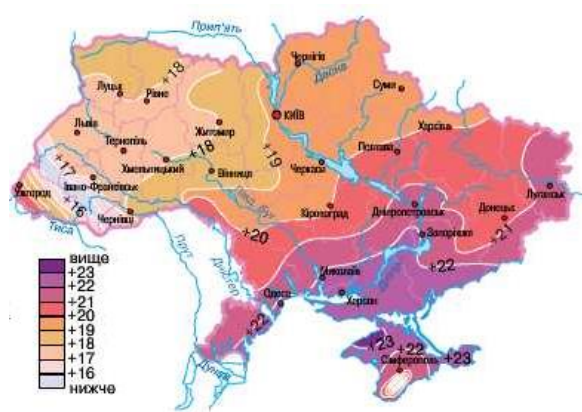 Прип'ять
Чернігів
Десна
Суми
+18
Луцьк
Рівне
КИЇВ
Харків
Львів
Житомир
Полтава
Тернопіль
+18
+19
Хмельницький
Вінниця
Черкаси
+17
Ужгород
Івано-Франківськ
+16
Чернівці
Луганськ
Кіровоград
Дніпропетровськ
Донецьк
+21
Тиса
+20
Запоріжжя
Прут
Дністер
+22
Миколаїв
Одеса
Херсон
+22
Дунай
+23
+22
+23
Сімферополь
вище
+23
+22
+21
+20
+19
+18
+17
+16
нижче